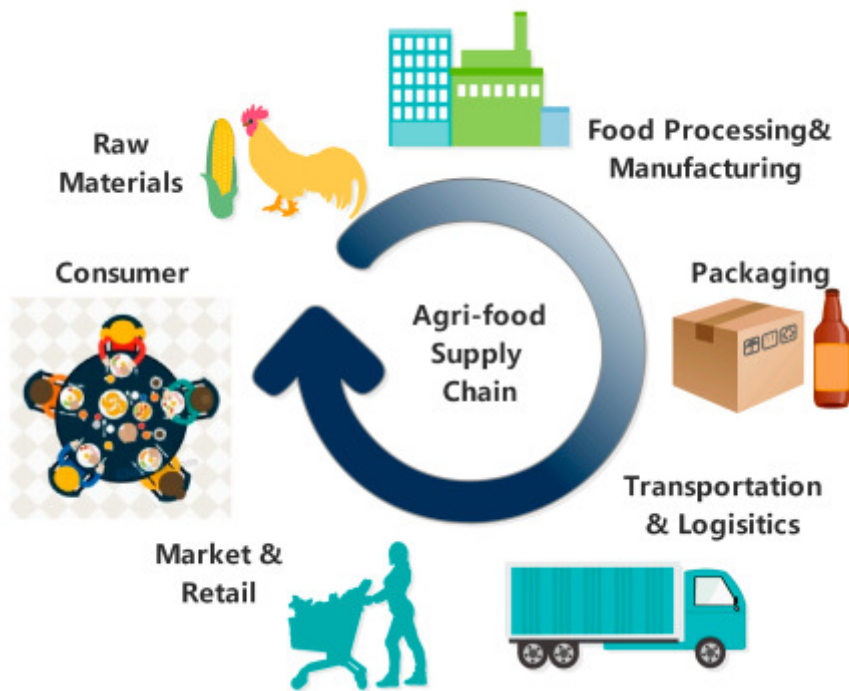 Raw
Materials
Food Processing&
Manufacturing
Packaging
Transportation
& Logisitics
Market &
Retail
Consumer
Agri-food
Supply
Chain